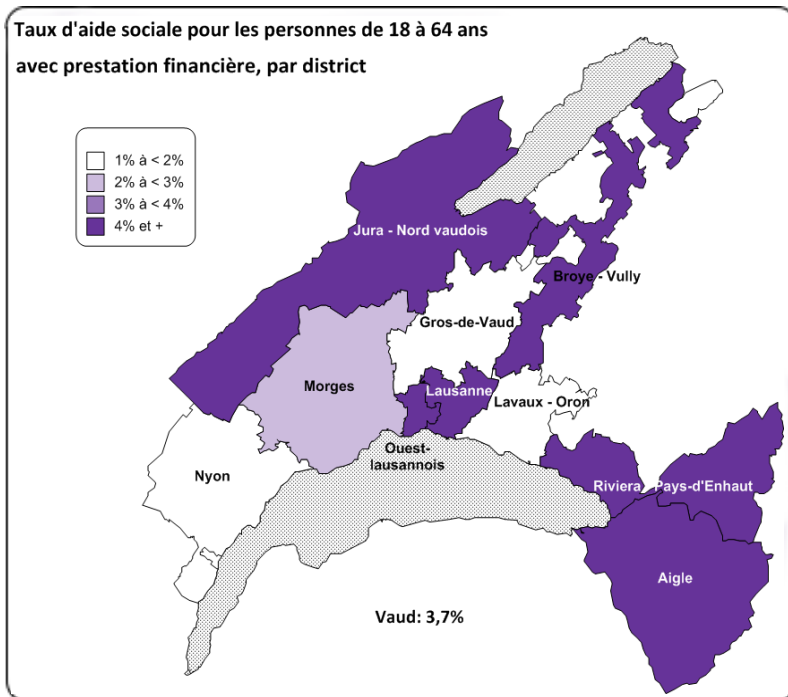 Taux d'aide sociale pour les personnes de 18 à 64 ans
avec prestation financière, par district
1% à < 2%
2% à < 3%
3% à < 4%
4% et +
Jura - Nord vaudois
Broye - Vully
Gros-de-Vaud
Morges
Lausanne
Lavaux - Oron
Ouest-
lausannois
Nyon
Riviera Pays-d'Enhaut
Aigle
Vaud: 3,7%